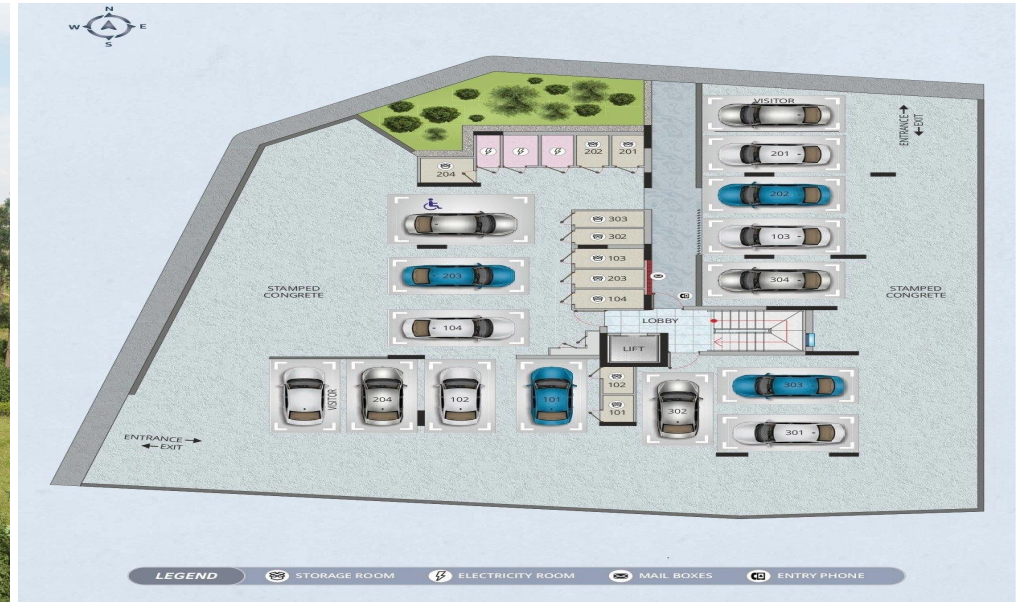 N
W E
S
VISITOR
ENTRANCE
EXIT
201
202
201
204
202
303
302
103
103
203
203
304
104
STAMPED
CONCRETE
STAMPED
CONCRETE
104
LOBBY
LIFT
102
303
VISITOR
204
102
101
101
302
301
ENTRANCE
EXIT
LEGEND STORAGE ROOM ELECTRICITY ROOM MAIL BOXES ENTRY PHONE